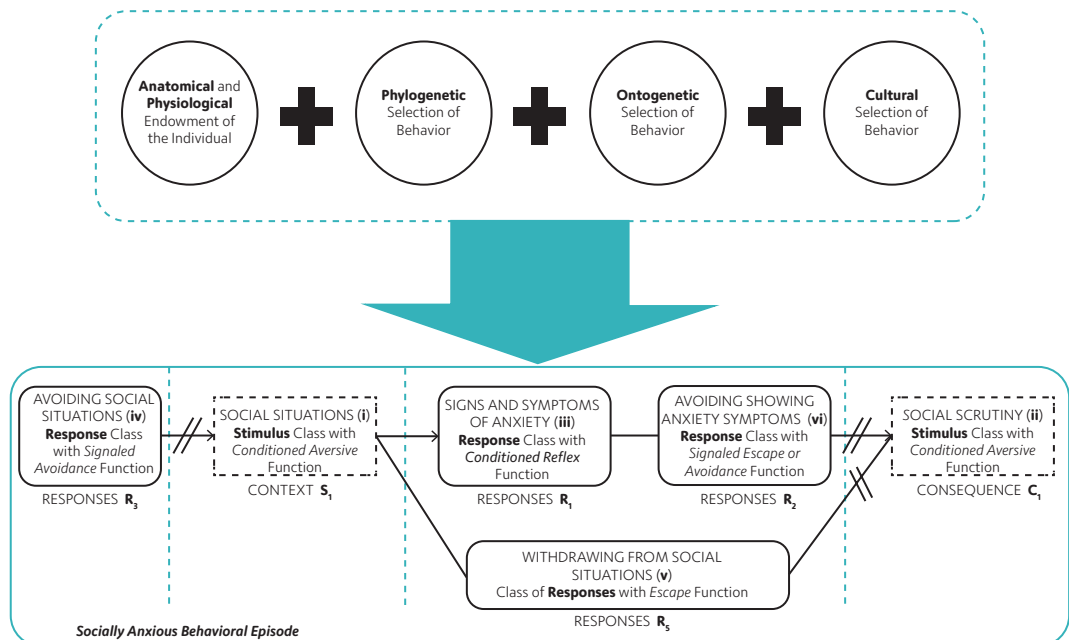 Anatomical and
Physiological
Endowment of
the Individual
Phylogenetic
Selection of
Behavior
Ontogenetic
Selection of
Behavior
Cultural
Selection of
Behavior
AVOIDING SOCIAL
SITUATIONS (iv)
Response Class
with Signaled
Avoidance Function
RESPONSES R3
SOCIAL SITUATIONS (i)
Stimulus Class with
Conditioned Aversive
Function
CONTEXT S1
SIGNS AND SYMPTOMS
OF ANXIETY (iii)
Response Class with
Conditioned Reflex
Function
RESPONSES R1
AVOIDING SHOWING
ANXIETY SYMPTOMS (vi)
Response Class with
Signaled Escape or
Avoidance Function
RESPONSES R2
SOCIAL SCRUTINY (ii)
Stimulus Class with
Conditioned Aversive
Function
CONSEQUENCE C1
WITHDRAWING FROM SOCIAL
SITUATIONS (v)
Class of Responses with Escape Function
RESPONSES R5
Socially Anxious Behavioral Episode